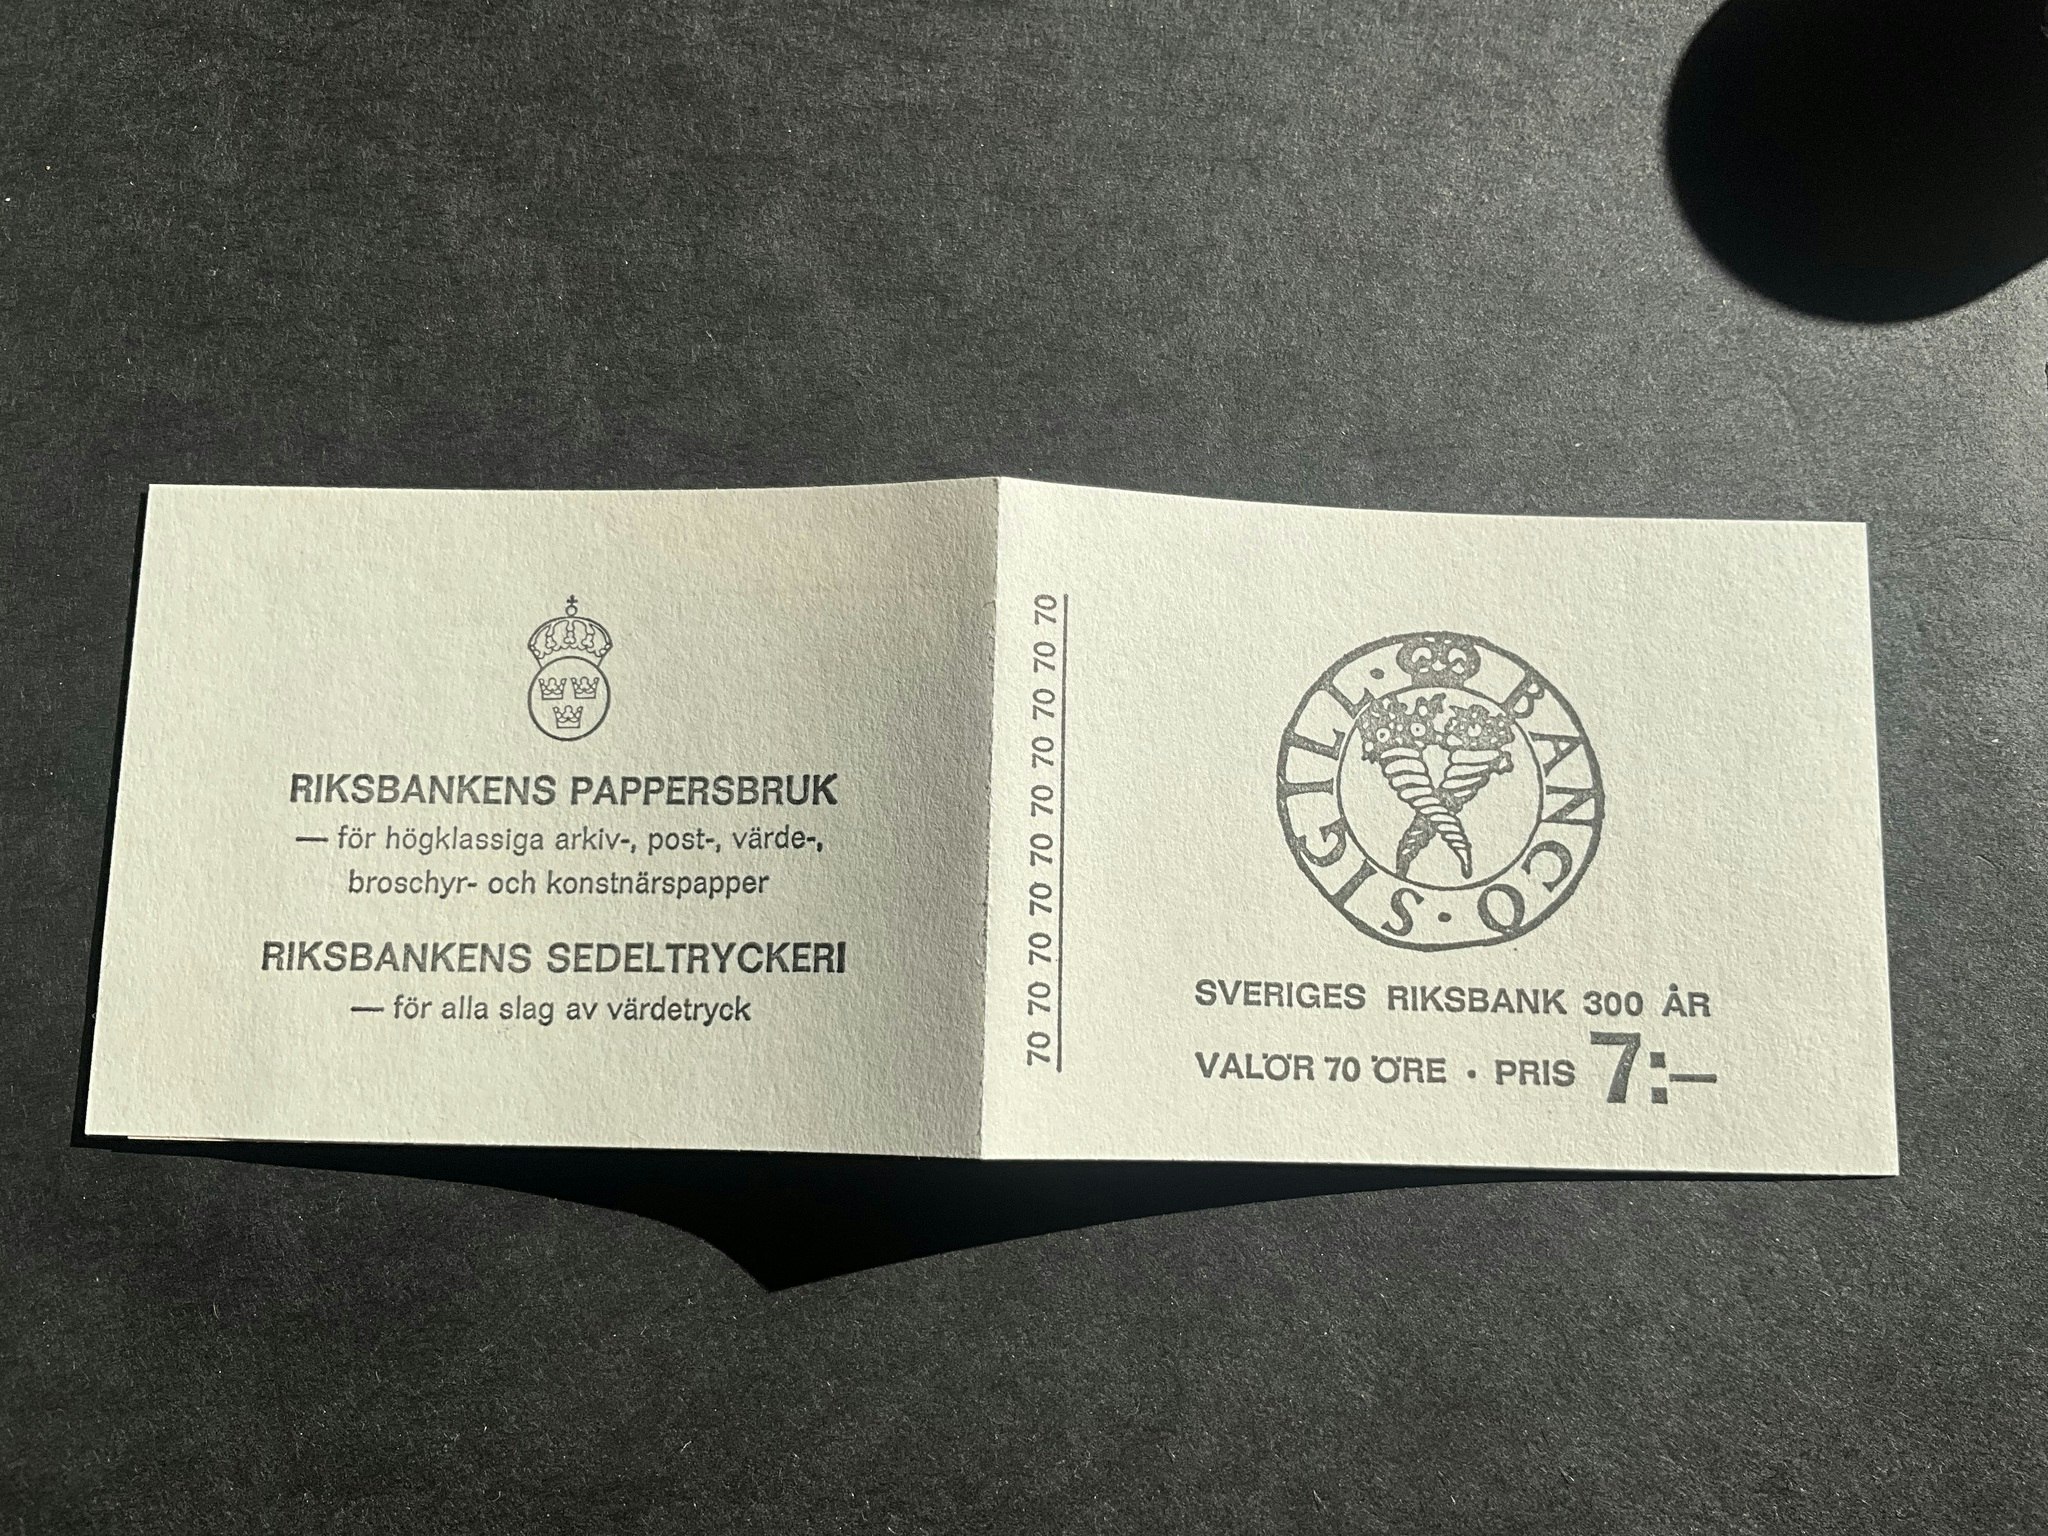 RIKSBANKENS PAPPERSBRUK
— för högklassiga arkiv-, post-, värde-,
broschyr- och konstnärspapper
RIKSBANKENS SEDELTRYCKERI
— för alla slag av värdetryck
70 70 70 70 70 70 70 70 70 70
SIGILL · BANCO ·
SVERIGES RIKSBANK 300 ÅR
VALÖR 70 ÖRE · PRIS 7:—